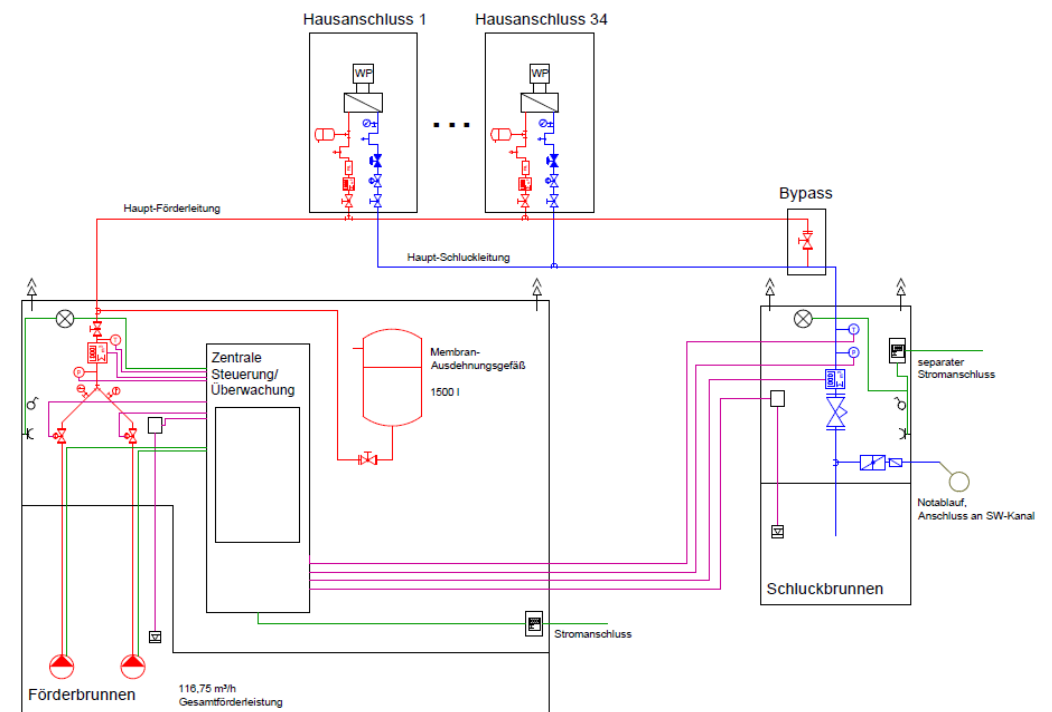 Hausanschluss 1
Hausanschluss 34
WP
WP
Bypass
Haupt-Förderleitung
Haupt-Schluckleitung
Zentrale
Steuerung/
Überwachung
Membran-
Ausdehnungsgefäß
1500 l
T
P
T
P
separater
Stromanschluss
Notablauf,
Anschluss an SW-Kanal
Schluckbrunnen
Stromanschluss
Förderbrunnen
116,75 m³/h
Gesamtförderleistung